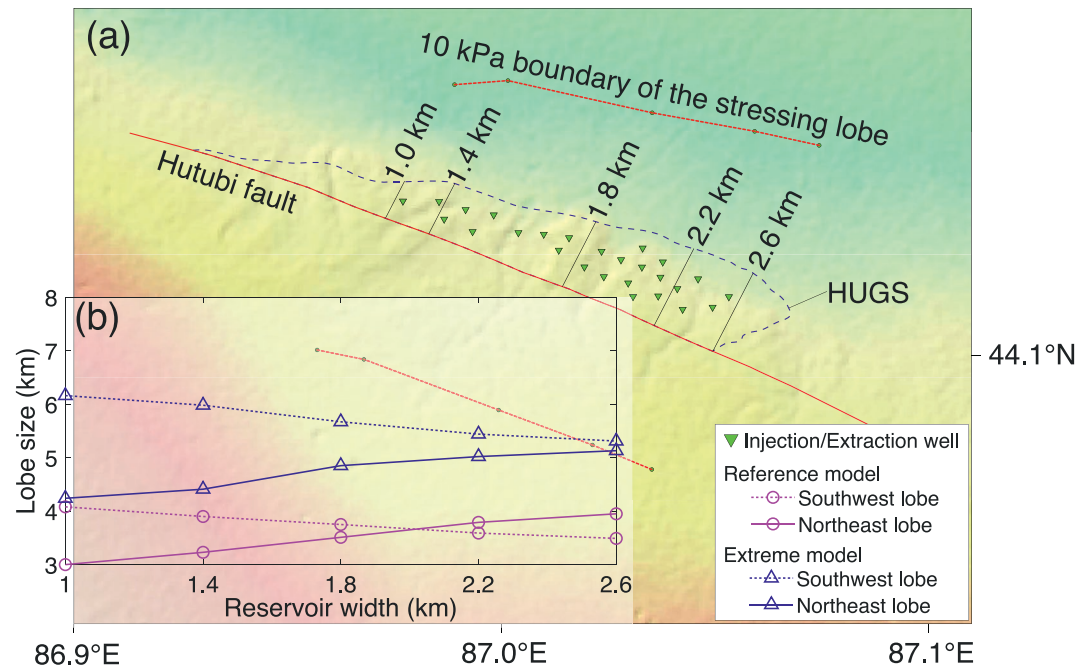 (a)
10 kPa boundary of the stressing lobe
1.0 km
1.4 km
1.8 km
2.2 km
2.6 km
Hutubi fault
HUGS
44.1°N
(b)
8
7
6
5
4
3
Lobe size (km)
1
1.4
1.8
2.2
2.6
Reservoir width (km)
Injection/Extraction well
Reference model
Southwest lobe
Northeast lobe
Extreme model
Southwest lobe
Northeast lobe
86.9°E
87.0°E
87.1°E